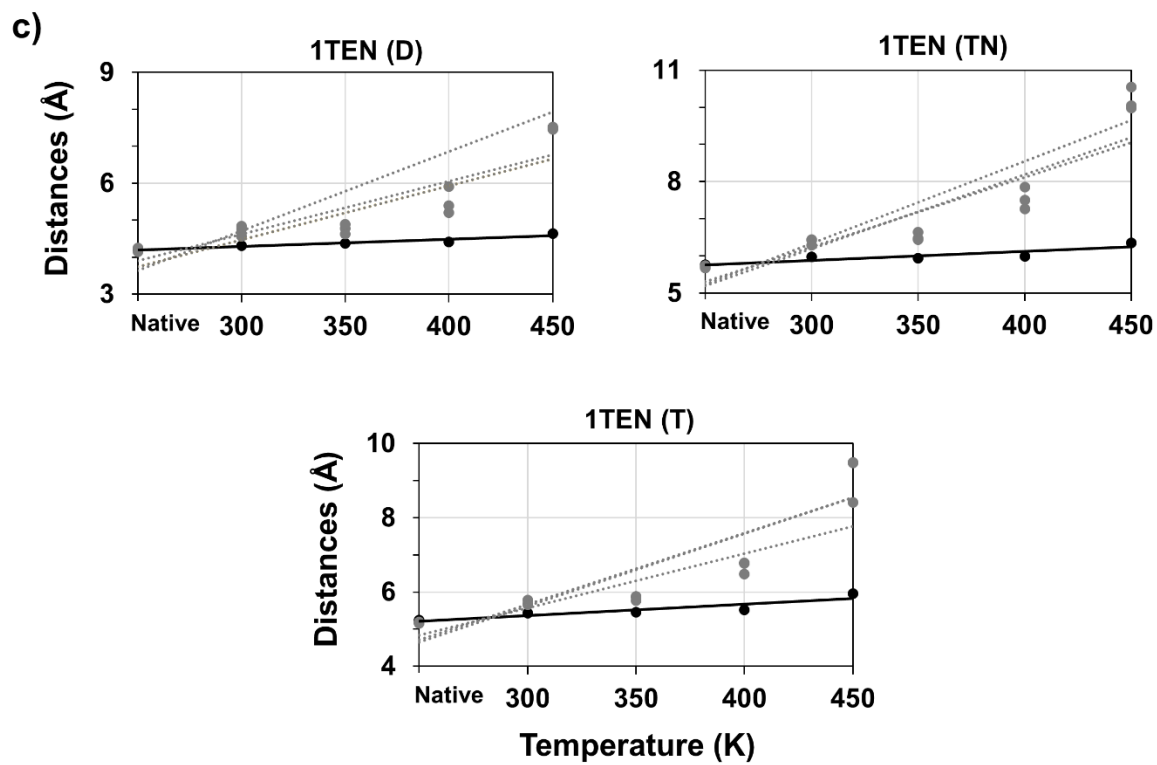 c)
1TEN (D)
Distances (Å)
9
6
3
Native 300 350 400 450
1TEN (TN)
11
8
5
Native 300 350 400 450
1TEN (T)
Distances (Å)
10
8
6
4
Native 300 350 400 450
Temperature (K)